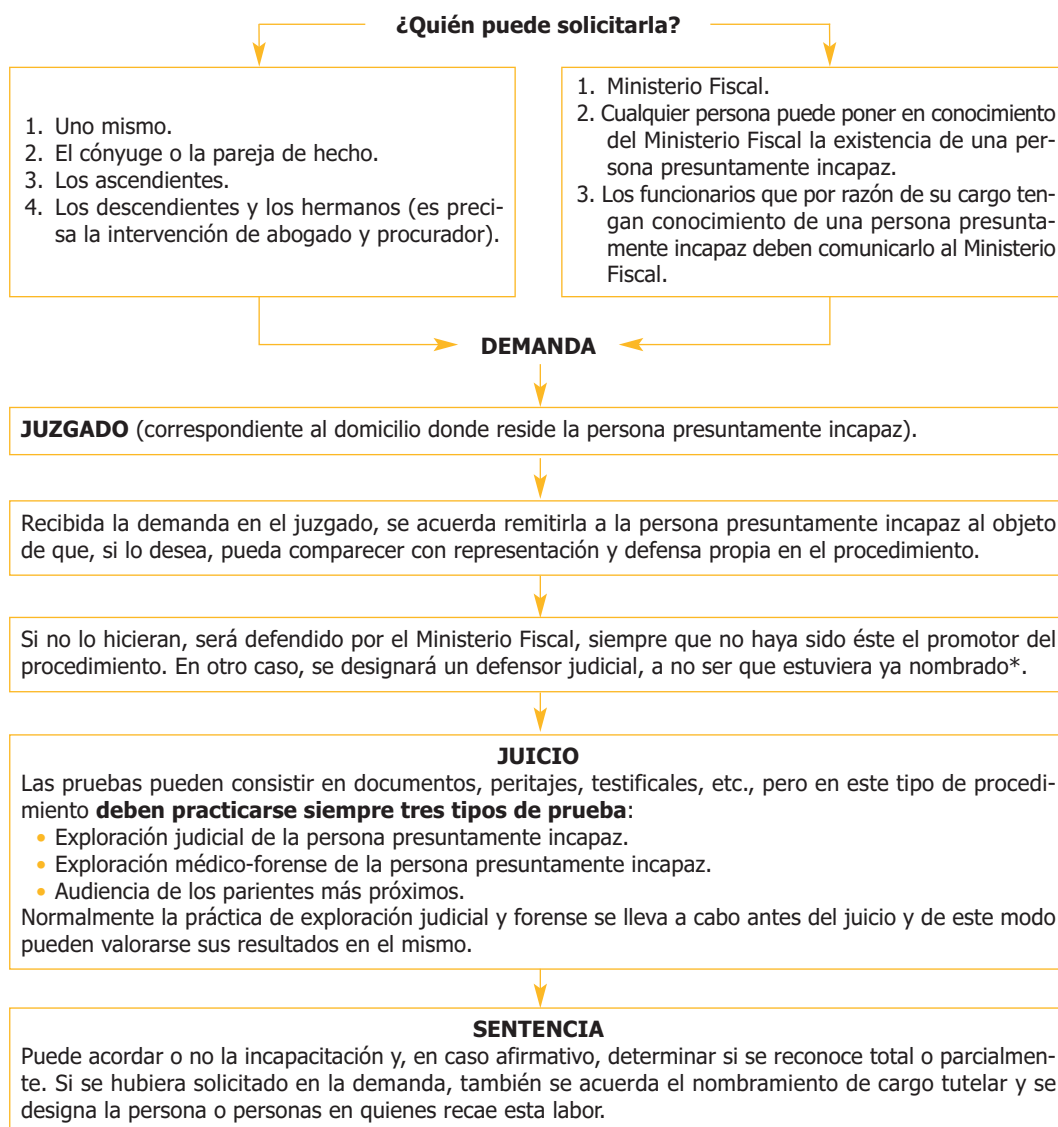 ¿Quién puede solicitarla?
1. Uno mismo.
2. El cónyuge o la pareja de hecho.
3. Los ascendientes.
4. Los descendientes y los hermanos (es preci-
sa la intervención de abogado y procurador).
1. Ministerio Fiscal.
2. Cualquier persona puede poner en conocimiento
del Ministerio Fiscal la existencia de una per-
sona presuntamente incapaz.
3. Los funcionarios que por razón de su cargo ten-
gan conocimiento de una persona presunta-
mente incapaz deben comunicarlo al Ministerio
Fiscal.
DEMANDA
JUZGADO (correspondiente al domicilio donde reside la persona presuntamente incapaz).
Recibida la demanda en el juzgado, se acuerda remitirla a la persona presuntamente incapaz al objeto
de que, si lo desea, pueda comparecer con representación y defensa propia en el procedimiento.
Si no lo hicieran, será defendido por el Ministerio Fiscal, siempre que no haya sido éste el promotor del
procedimiento. En otro caso, se designará un defensor judicial, a no ser que estuviera ya nombrado*.
JUICIO
Las pruebas pueden consistir en documentos, peritajes, testificales, etc., pero en este tipo de procedi-
miento deben practicarse siempre tres tipos de prueba:
• Exploración judicial de la persona presuntamente incapaz.
• Exploración médico-forense de la persona presuntamente incapaz.
• Audiencia de los parientes más próximos.
Normalmente la práctica de exploración judicial y forense se lleva a cabo antes del juicio y de este modo
pueden valorarse sus resultados en el mismo.
SENTENCIA
Puede acordar o no la incapacitación y, en caso afirmativo, determinar si se reconoce total o parcialmen-
te. Si se hubiera solicitado en la demanda, también se acuerda el nombramiento de cargo tutelar y se
designa la persona o personas en quienes recae esta labor.